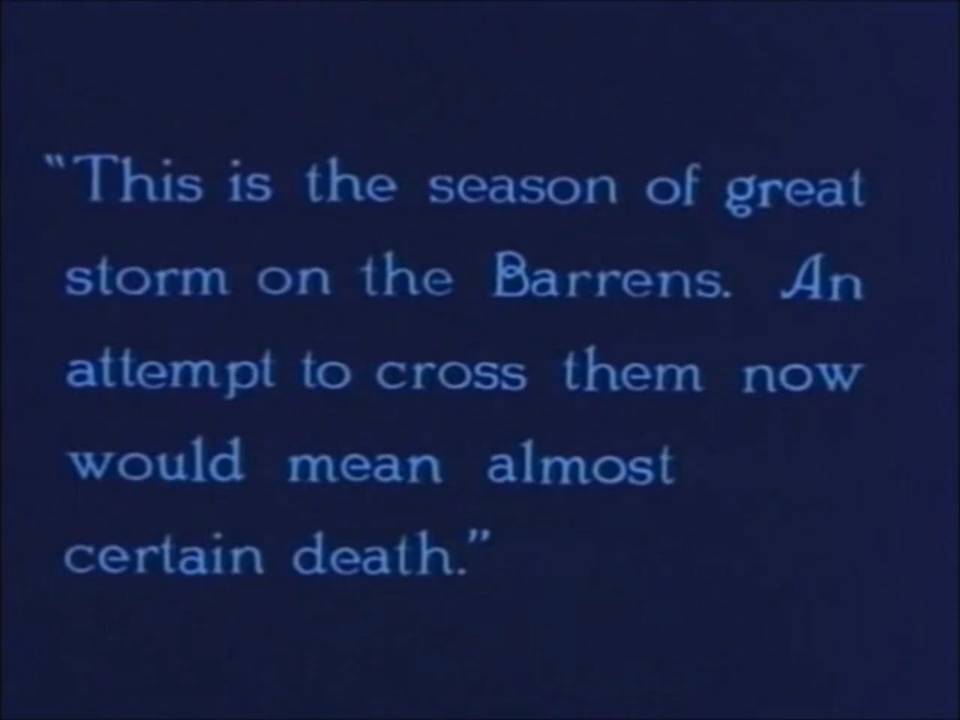 “This is the season of great
storm on the Barrens. An
attempt to cross them now
would mean almost
certain death.”